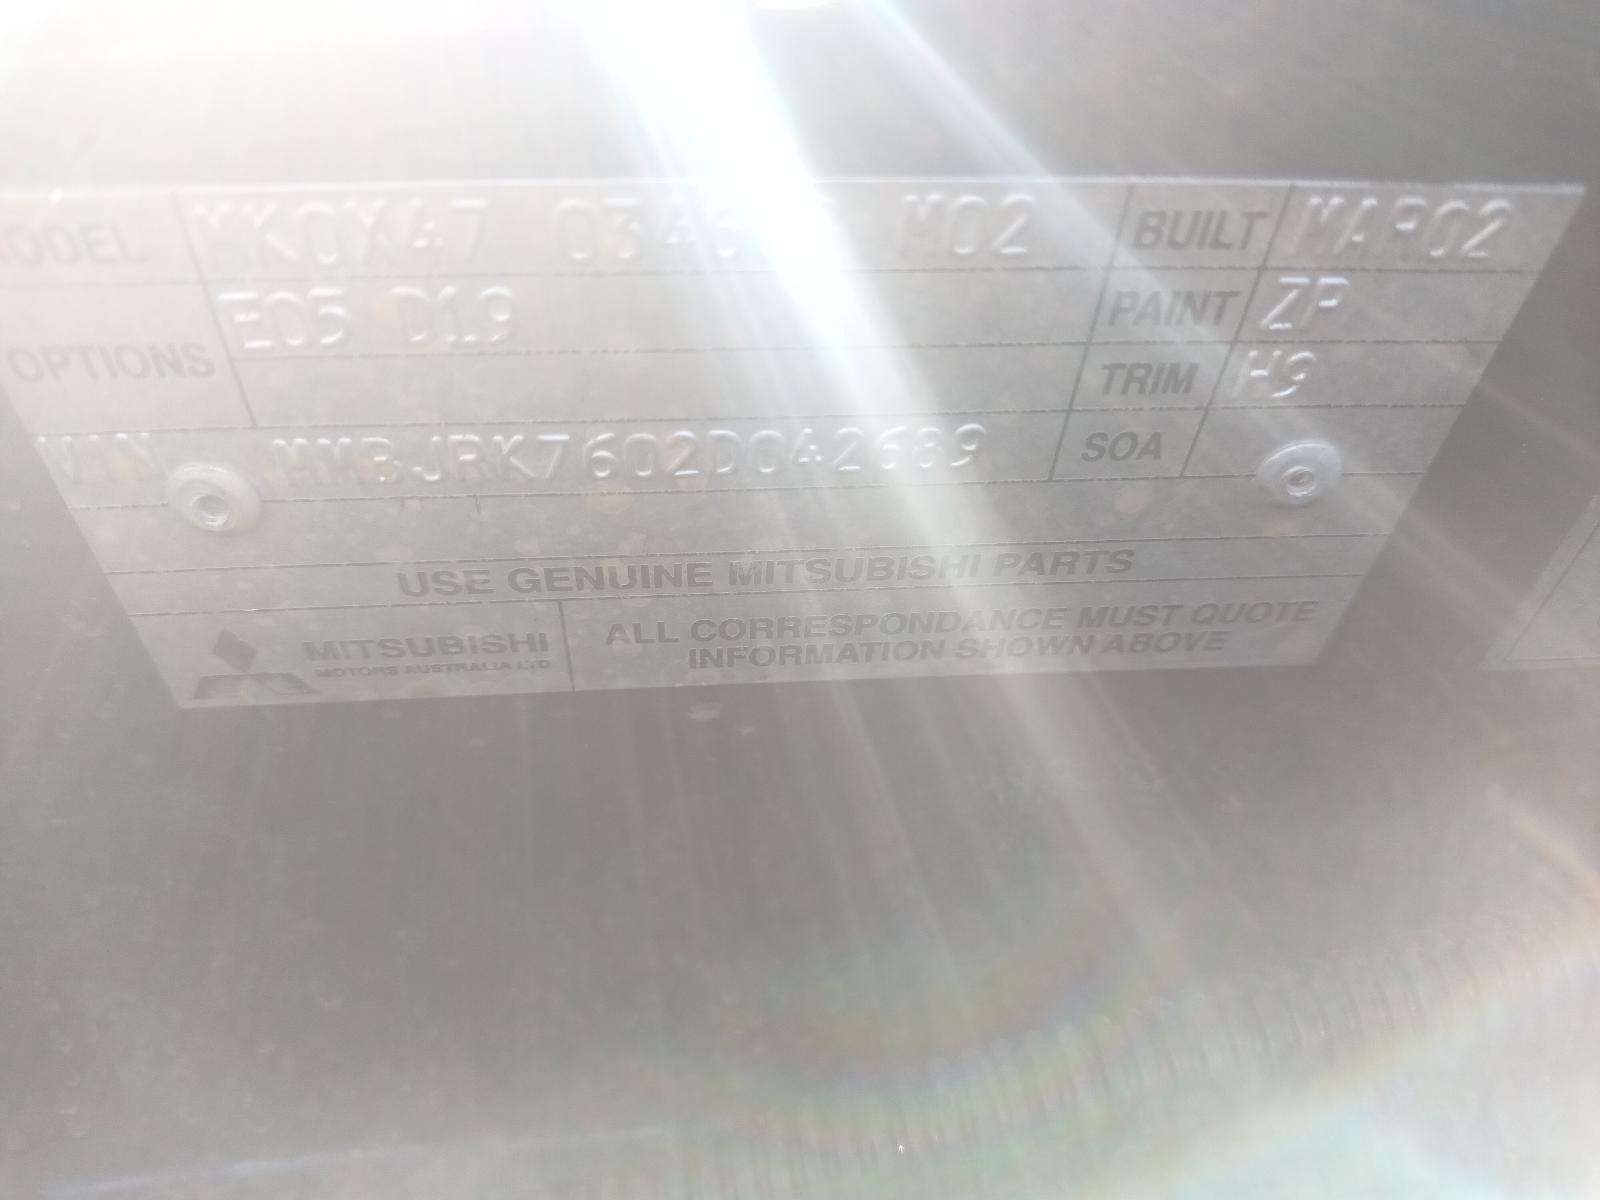 MODEL MK0X47 M02 BUILT MAR02
OPTIONS E05 D19 PAINT ZP
TRIM H9
VIN MMBJRK7602D042689 SOA
USE GENUINE MITSUBISHI PARTS
MITSUBISHI
MOTORS AUSTRALIA LTD
ALL CORRESPONDANCE MUST QUOTE
INFORMATION SHOWN ABOVE